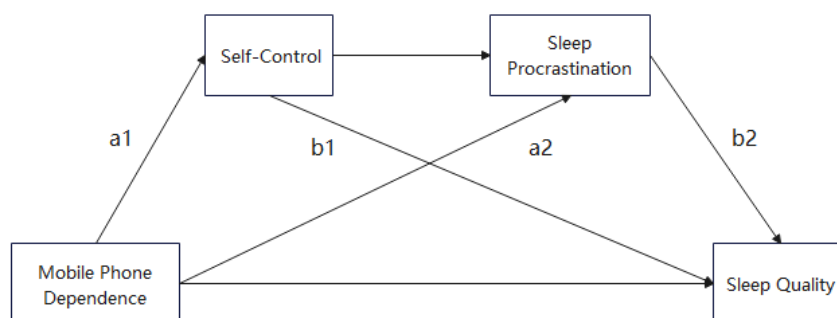 Self-Control
Sleep
Procrastination
a1
b1
a2
b2
Mobile Phone
Dependence
Sleep Quality